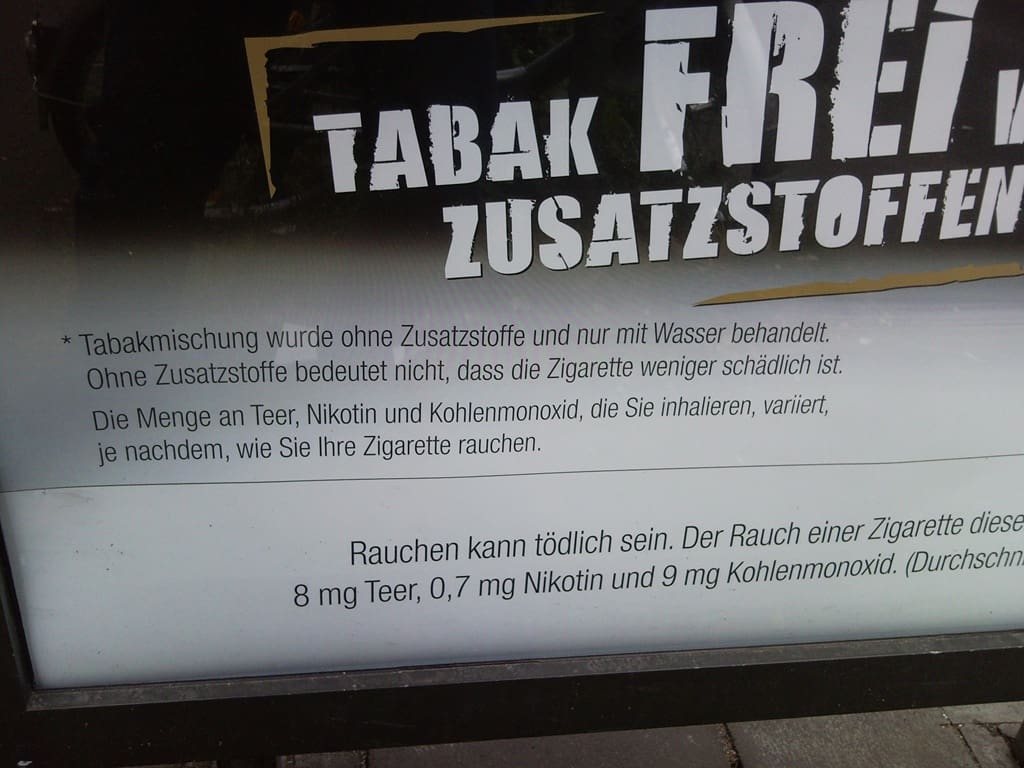 TABAK FREI
ZUSATZSTOFFEN
* Tabakmischung wurde ohne Zusatzstoffe und nur mit Wasser behandelt.
Ohne Zusatzstoffe bedeutet nicht, dass die Zigarette weniger schädlich ist.
Die Menge an Teer, Nikotin und Kohlenmonoxid, die Sie inhalieren, variiert,
je nachdem, wie Sie Ihre Zigarette rauchen.
Rauchen kann tödlich sein. Der Rauch einer Zigarette diese
8 mg Teer, 0,7 mg Nikotin und 9 mg Kohlenmonoxid. (Durchschni